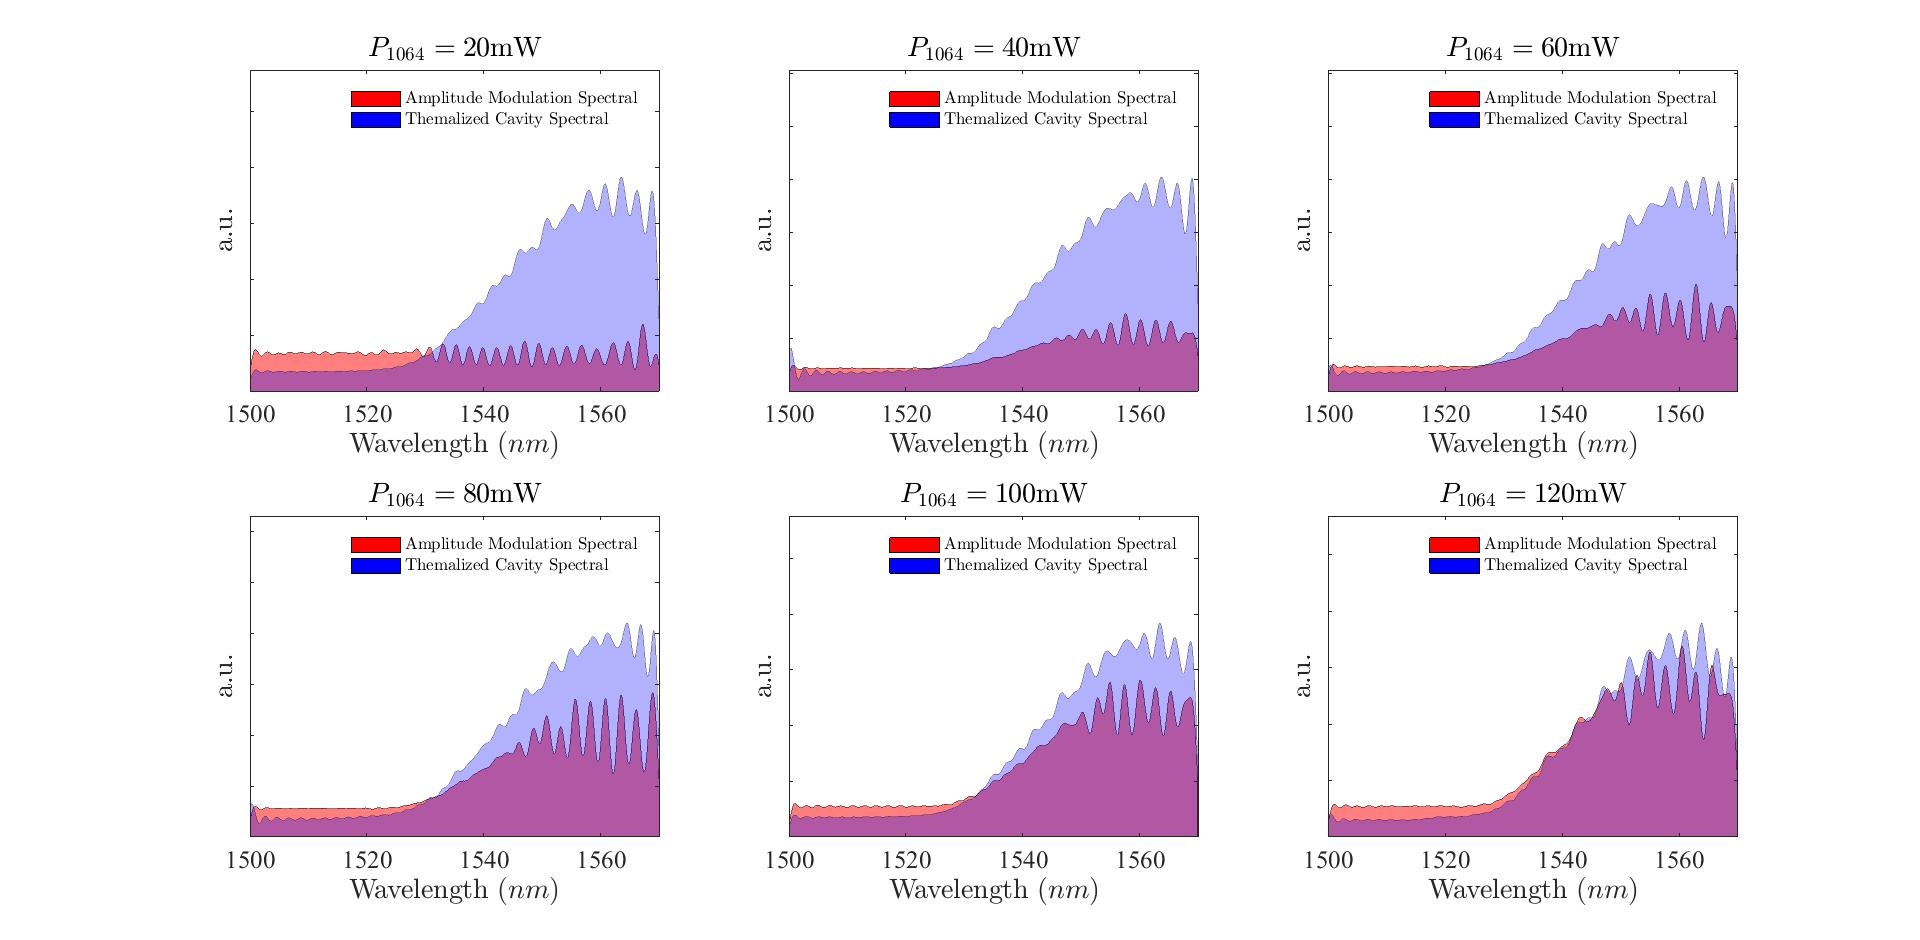 P₁₀₆₄ = 20mW
Amplitude Modulation Spectral
Themalized Cavity Spectral
a.u.
1500 1520 1540 1560
Wavelength (nm)
P₁₀₆₄ = 40mW
Amplitude Modulation Spectral
Themalized Cavity Spectral
a.u.
1500 1520 1540 1560
Wavelength (nm)
P₁₀₆₄ = 60mW
Amplitude Modulation Spectral
Themalized Cavity Spectral
a.u.
1500 1520 1540 1560
Wavelength (nm)
P₁₀₆₄ = 80mW
Amplitude Modulation Spectral
Themalized Cavity Spectral
a.u.
1500 1520 1540 1560
Wavelength (nm)
P₁₀₆₄ = 100mW
Amplitude Modulation Spectral
Themalized Cavity Spectral
a.u.
1500 1520 1540 1560
Wavelength (nm)
P₁₀₆₄ = 120mW
Amplitude Modulation Spectral
Themalized Cavity Spectral
a.u.
1500 1520 1540 1560
Wavelength (nm)